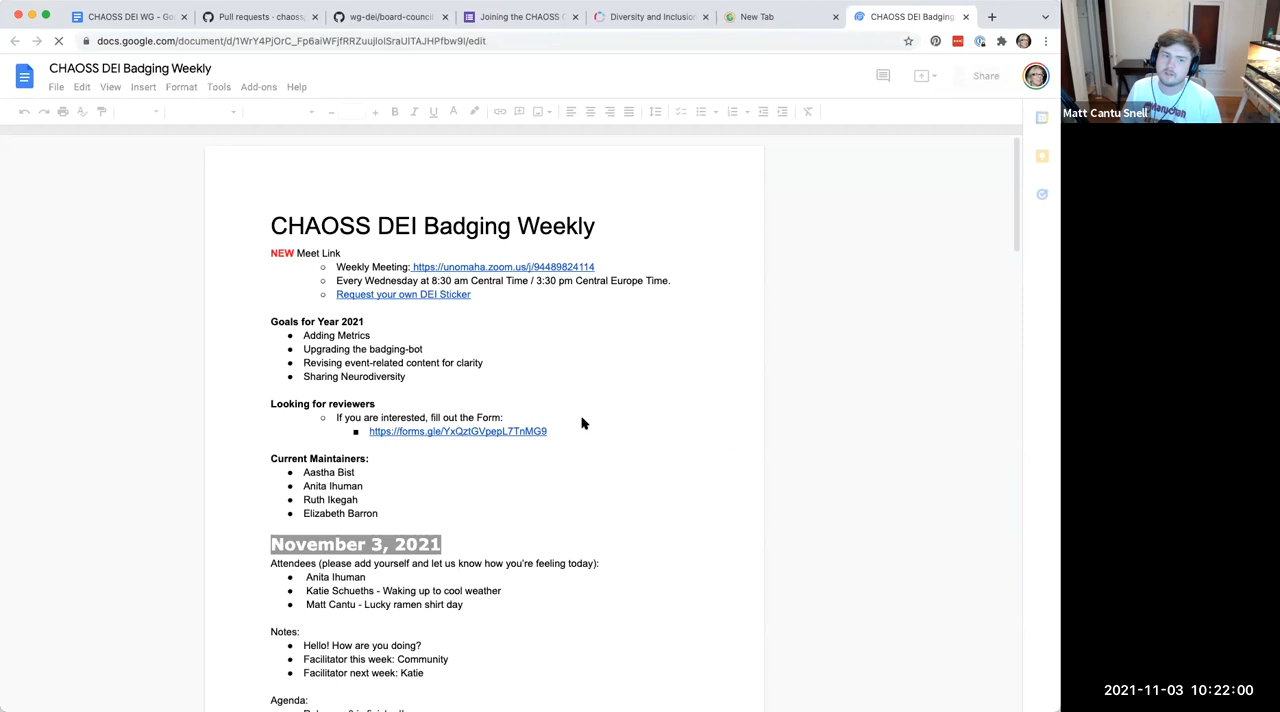 CHAOSS DEI WG - Go
Pull requests · chaoss
wg-dei/board-council
Joining the CHAOSS
Diversity and Inclusion
New Tab
CHAOSS DEI Badging
docs.google.com/document/d/1WrY4PjOrC_Fp6aiWFjfRRZuujlolSraUITAJHPfbw9I/edit
CHAOSS DEI Badging Weekly
File Edit View Insert Format Tools Add-ons Help
Share
Matt Cantu Snell
CHAOSS DEI Badging Weekly
NEW Meet Link
Weekly Meeting: https://unomaha.zoom.us/j/94489824114
Every Wednesday at 8:30 am Central Time / 3:30 pm Central Europe Time.
Request your own DEI Sticker
Goals for Year 2021
Adding Metrics
Upgrading the badging-bot
Revising event-related content for clarity
Sharing Neurodiversity
Looking for reviewers
If you are interested, fill out the Form:
https://forms.gle/YxQztGVpepL7TnMG9
Current Maintainers:
Aastha Bist
Anita Ihuman
Ruth Ikegah
Elizabeth Barron
November 3, 2021
Attendees (please add yourself and let us know how you're feeling today):
Anita Ihuman
Katie Schueths - Waking up to cool weather
Matt Cantu - Lucky ramen shirt day
Notes:
Hello! How are you doing?
Facilitator this week: Community
Facilitator next week: Katie
Agenda:
2021-11-03 10:22:00